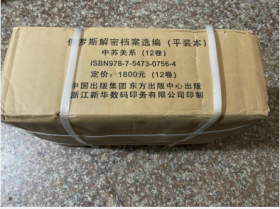 俄罗斯解密档案选编（平装本）
中苏关系（12卷）
ISBN978-7-5473-0756-4
定价：1800元（12卷）
中国出版集团 东方出版中心出版
浙江新华数码印务有限公司印制